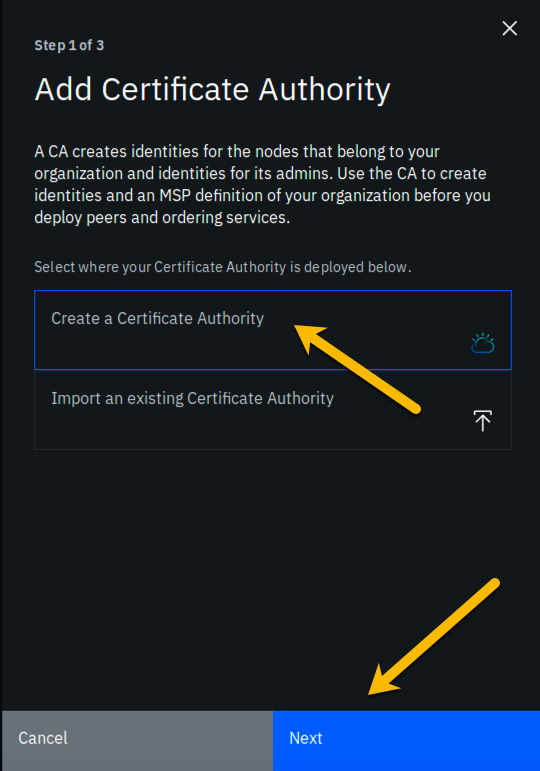 Step 1 of 3
Add Certificate Authority
A CA creates identities for the nodes that belong to your
organization and identities for its admins. Use the CA to create
identities and an MSP definition of your organization before you
deploy peers and ordering services.
Select where your Certificate Authority is deployed below.
Create a Certificate Authority
Import an existing Certificate Authority
Cancel
Next